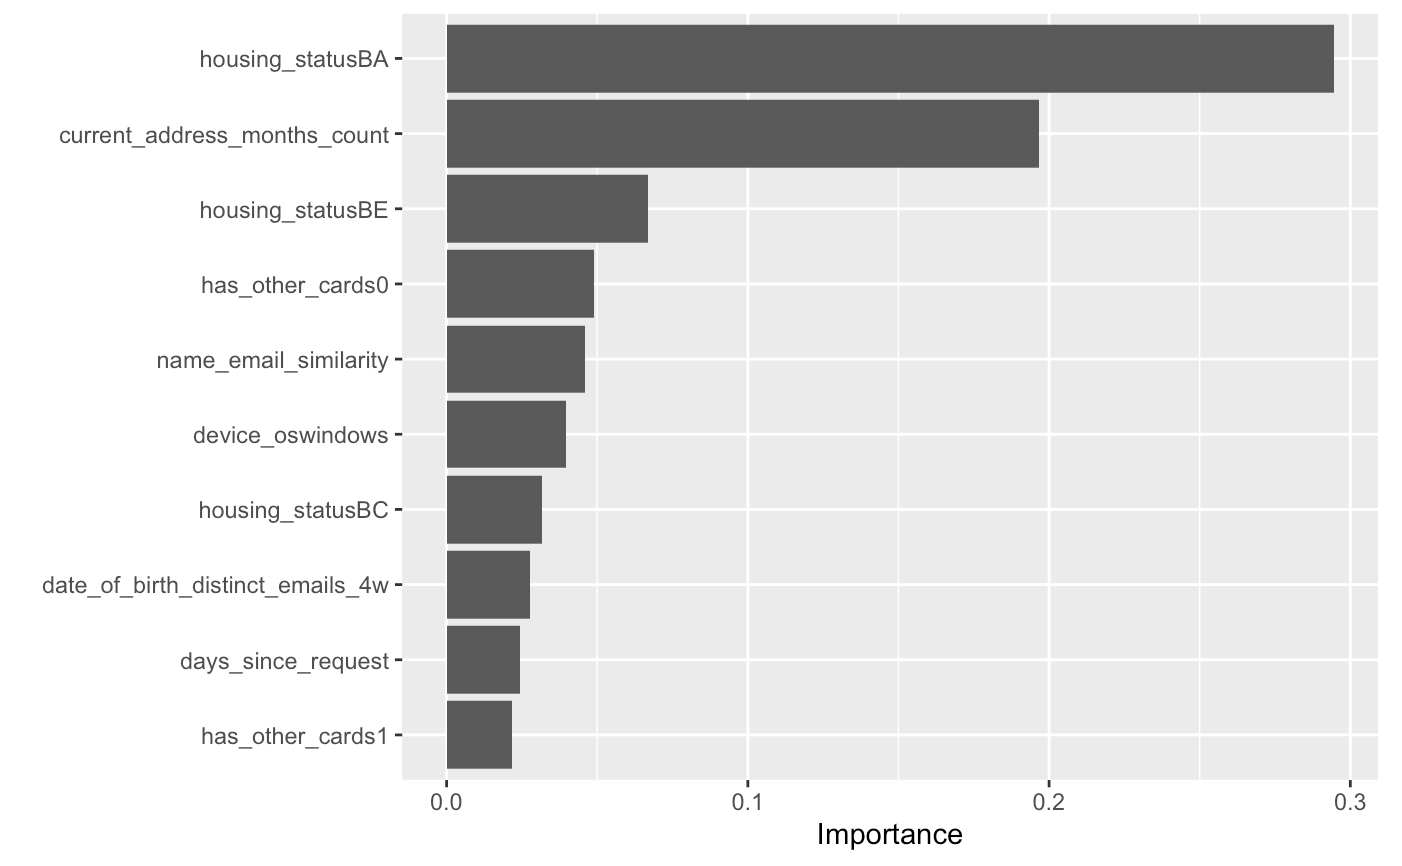 housing_statusBA
current_address_months_count
housing_statusBE
has_other_cards0
name_email_similarity
device_oswindows
housing_statusBC
date_of_birth_distinct_emails_4w
days_since_request
has_other_cards1
0.0 0.1 0.2 0.3
Importance